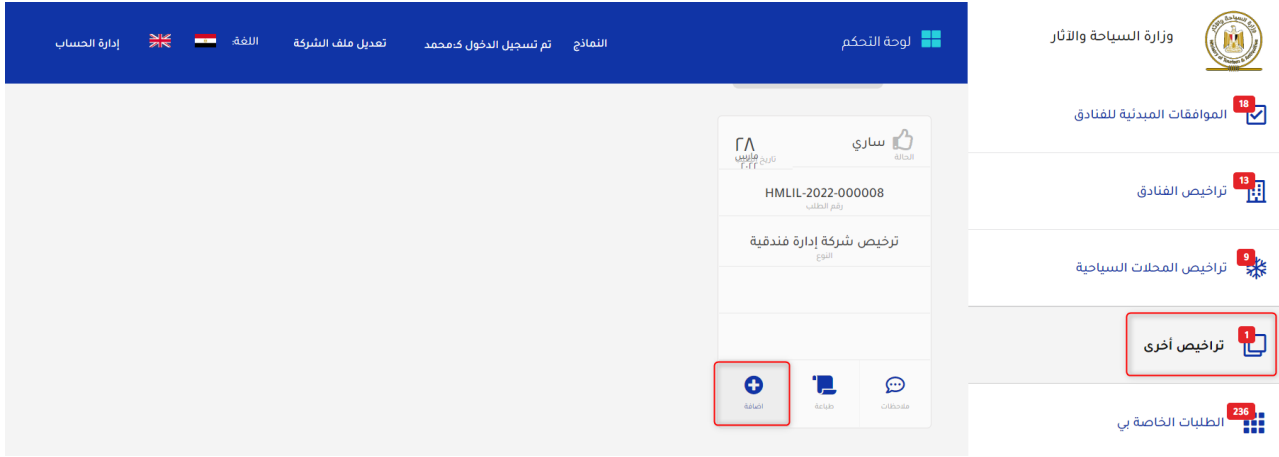 وزارة السياحة والآثار
لوحة التحكم
النماذج
تم تسجيل الدخول ك:محمد
تعديل ملف الشركة
اللغة:
إدارة الحساب
18
الموافقات المبدئية للفنادق
13
تراخيص الفنادق
9
تراخيص المحلات السياحية
1
تراخيص أخرى
236
الطلبات الخاصة بي
ساري
الحالة
٢٨
مارس
٢٠٢٢
تاريخ
HMLIL-2022-000008
رقم الطلب
ترخيص شركة إدارة فندقية
النوع
ملاحظات
طباعة
اضافة